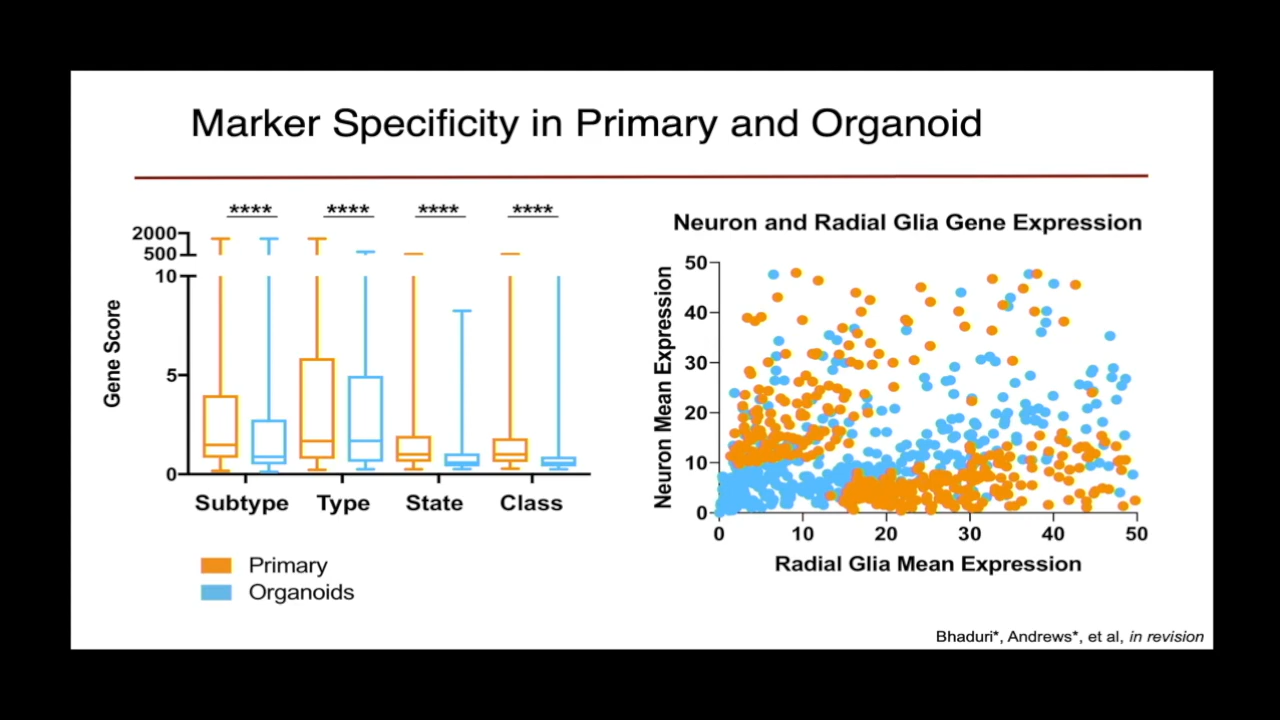 Marker Specificity in Primary and Organoid
**** **** **** ****
2000
500
10
5
0
Gene Score
Subtype Type State Class
Primary
Organoids
Neuron and Radial Glia Gene Expression
50
40
30
20
10
0
Neuron Mean Expression
0 10 20 30 40 50
Radial Glia Mean Expression
Bhaduri*, Andrews*, et al, in revision